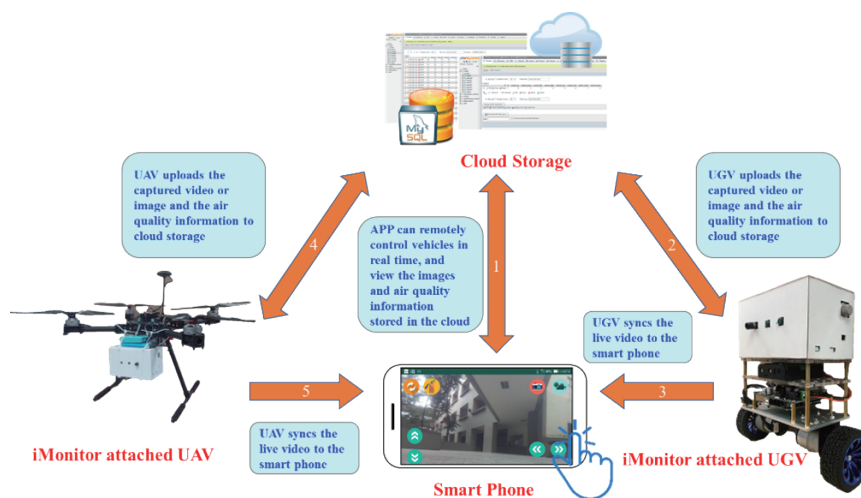 My
SQL
Cloud Storage
UAV uploads the
captured video or
image and the air
quality information to
cloud storage
4
APP can remotely
control vehicles in
real time, and
view the images
and air quality
information
stored in the cloud
1
2
UGV uploads the
captured video or
image and the air
quality information to
cloud storage
UGV syncs the
live video to the
smart phone
5
3
UAV syncs the
live video to the
smart phone
iMonitor attached UAV
iMonitor attached UGV
Smart Phone